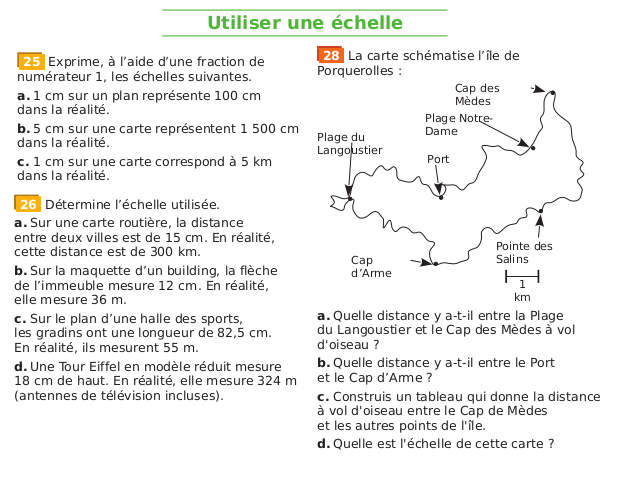 Utiliser une échelle
25 Exprime, à l’aide d’une fraction de
numérateur 1, les échelles suivantes.
a. 1 cm sur un plan représente 100 cm
dans la réalité.
b. 5 cm sur une carte représentent 1 500 cm
dans la réalité.
c. 1 cm sur une carte correspond à 5 km
dans la réalité.
26 Détermine l’échelle utilisée.
a. Sur une carte routière, la distance
entre deux villes est de 15 cm. En réalité,
cette distance est de 300 km.
b. Sur la maquette d’un building, la flèche
de l’immeuble mesure 12 cm. En réalité,
elle mesure 36 m.
c. Sur le plan d’une halle des sports,
les gradins ont une longueur de 82,5 cm.
En réalité, ils mesurent 55 m.
d. Une Tour Eiffel en modèle réduit mesure
18 cm de haut. En réalité, elle mesure 324 m
(antennes de télévision incluses).
28 La carte schématise l’île de
Porquerolles :
Cap des
Mèdes
Plage Notre-
Dame
Plage du
Langoustier
Port
Pointe des
Salins
Cap
d’Arme
1
km
a. Quelle distance y a-t-il entre la Plage
du Langoustier et le Cap des Mèdes à vol
d'oiseau ?
b. Quelle distance y a-t-il entre le Port
et le Cap d’Arme ?
c. Construis un tableau qui donne la distance
à vol d'oiseau entre le Cap de Mèdes
et les autres points de l'île.
d. Quelle est l'échelle de cette carte ?